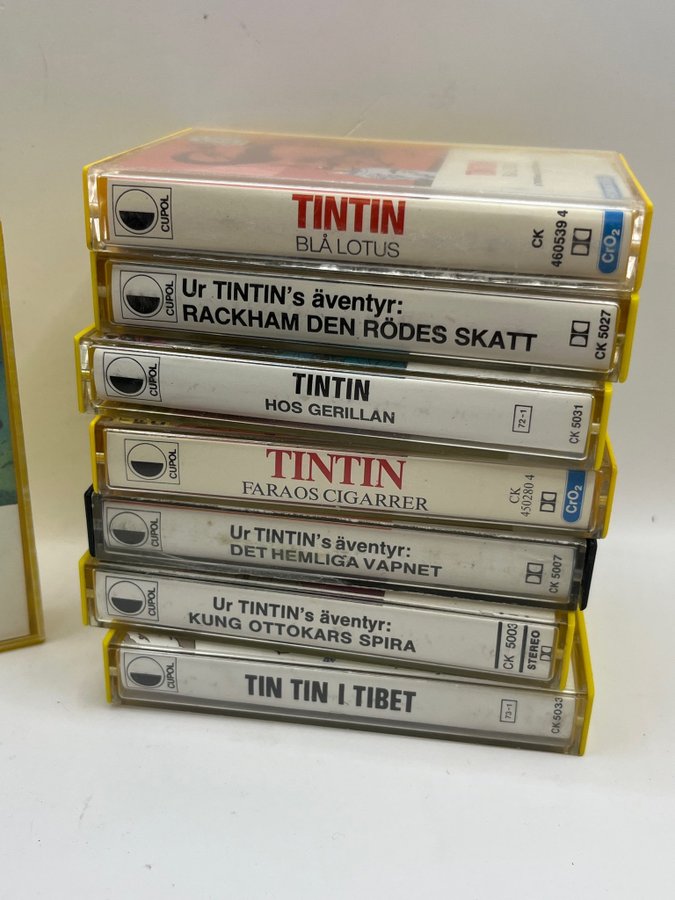 CUPOL
TINTIN
BLÅ LOTUS
CK
460539 4
CrO2
CUPOL
Ur TINTIN's äventyr:
RACKHAM DEN RÖDES SKATT
CK 5027
CUPOL
TINTIN
HOS GERILLAN
72-1
CK 5031
CUPOL
TINTIN
FARAOS CIGARRER
CK
450280 4
CrO2
CUPOL
Ur TINTIN's äventyr:
DET HEMLIGA VAPNET
CK 5007
CUPOL
Ur TINTIN's äventyr:
KUNG OTTOKARS SPIRA
CK 5003
STEREO
CUPOL
TIN TIN I TIBET
73-1
CK 5033